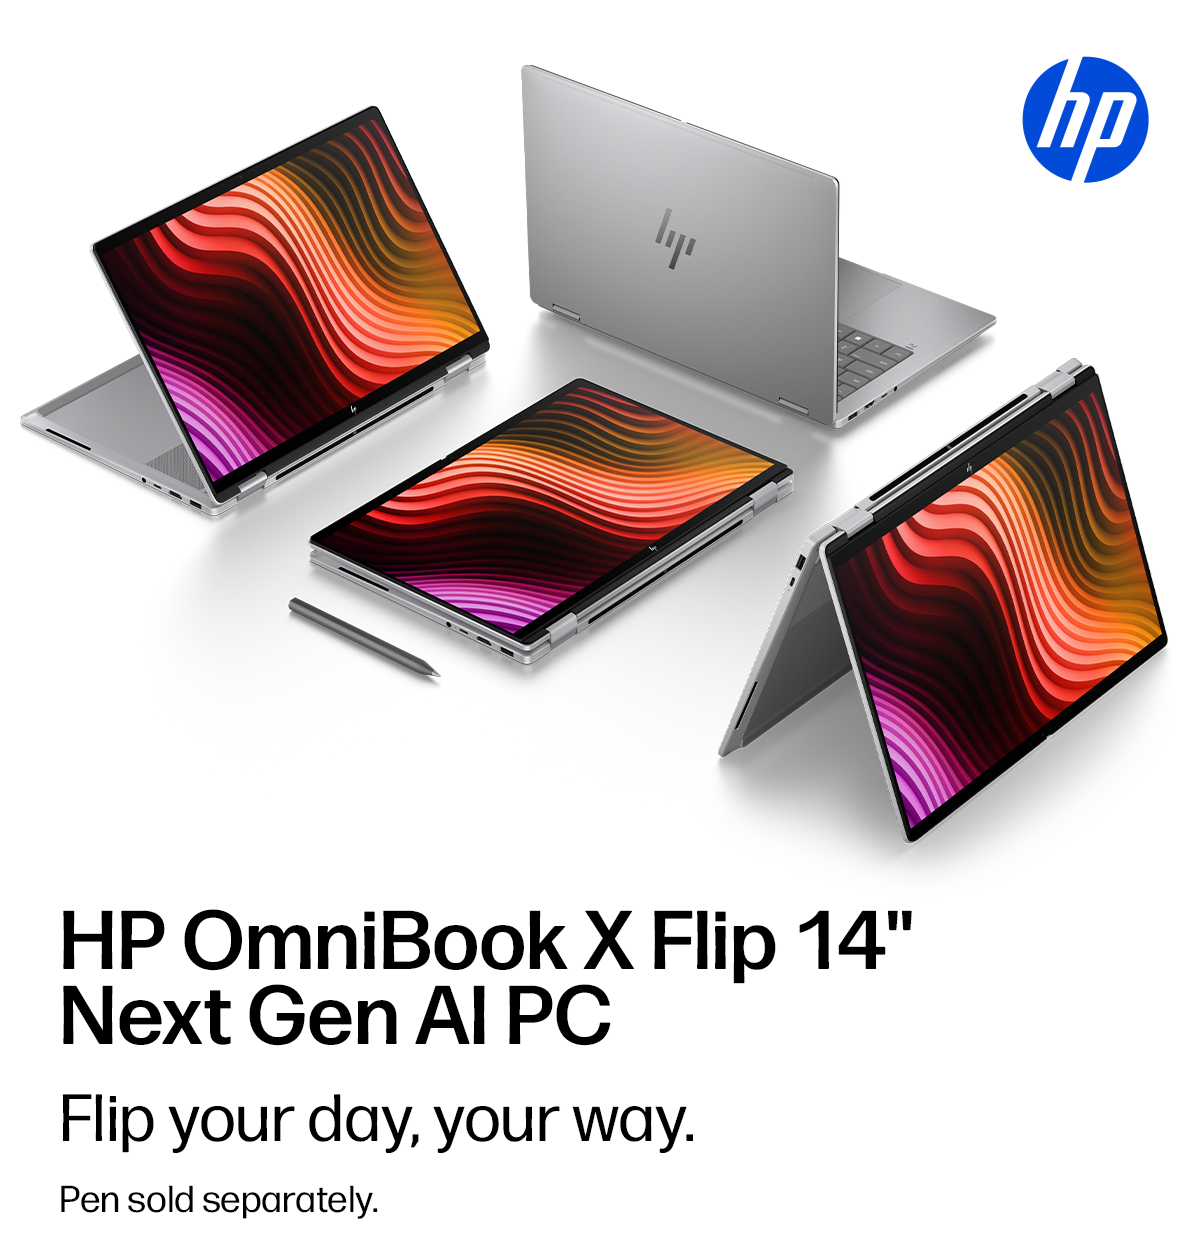 hp
HP OmniBook X Flip 14"
Next Gen AI PC
Flip your day, your way.
Pen sold separately.